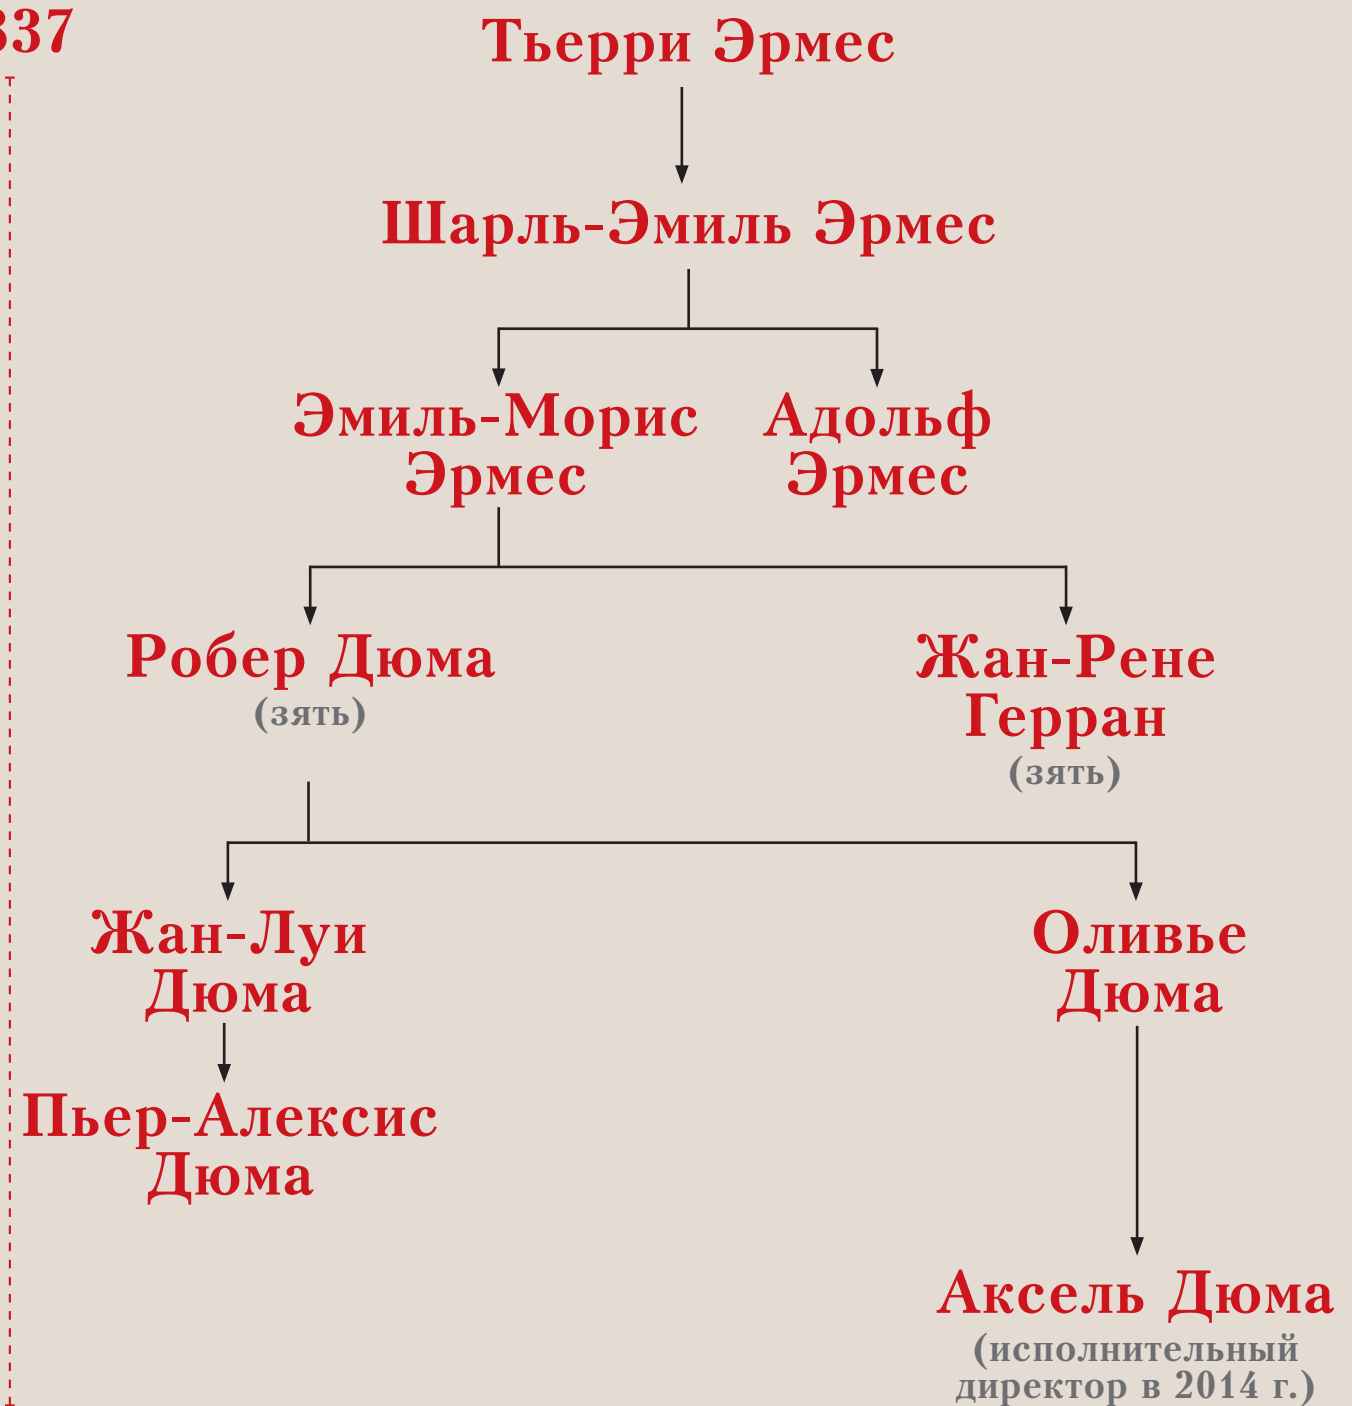 337
Тьерри Эрмес
Шарль-Эмиль Эрмес
Эмиль-Морис
Эрмес
Адольф
Эрмес
Робер Дюма
(зять)
Жан-Рене
Герран
(зять)
Жан-Луи
Дюма
Оливье
Дюма
Пьер-Алексис
Дюма
Аксель Дюма
(исполнительный
директор в 2014 г.)